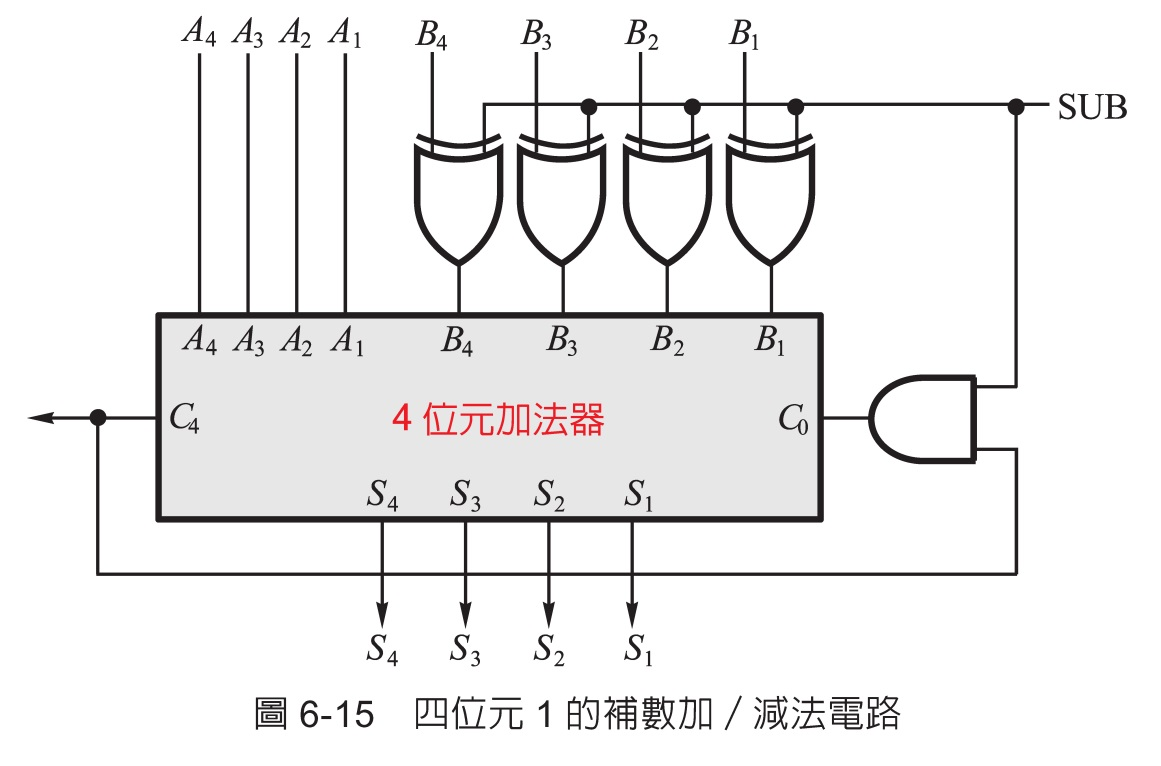 A4 A3 A2 A1 B4 B3 B2 B1
SUB
A4 A3 A2 A1 B4 B3 B2 B1
C4 4 位元加法器 C0
S4 S3 S2 S1
S4 S3 S2 S1
圖 6-15 四位元 1 的補數加／減法電路